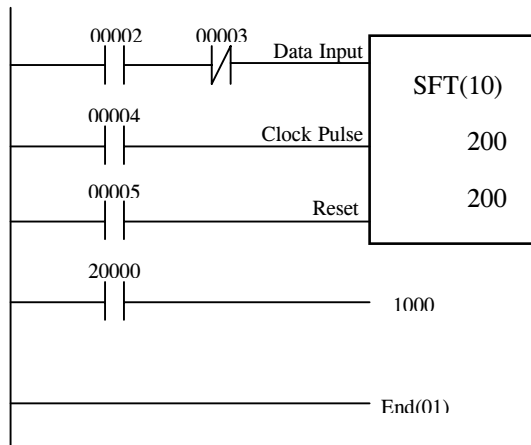 00002 00003 Data Input
SFT(10)
00004
Clock Pulse 200
00005
Reset 200
20000
1000
End(01)